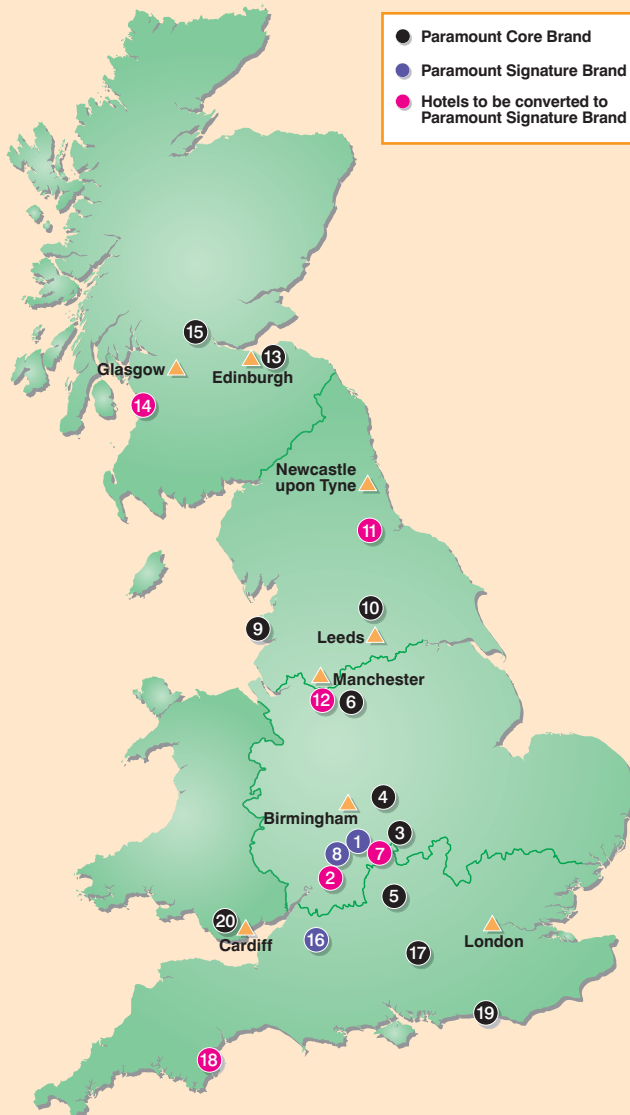 Paramount Core Brand
Paramount Signature Brand
Hotels to be converted to
Paramount Signature Brand
15
13
Glasgow
Edinburgh
14
Newcastle
upon Tyne
11
10
9
Leeds
Manchester
12
6
4
Birmingham
3
1
8
7
2
5
20
Cardiff
16
London
17
19
18